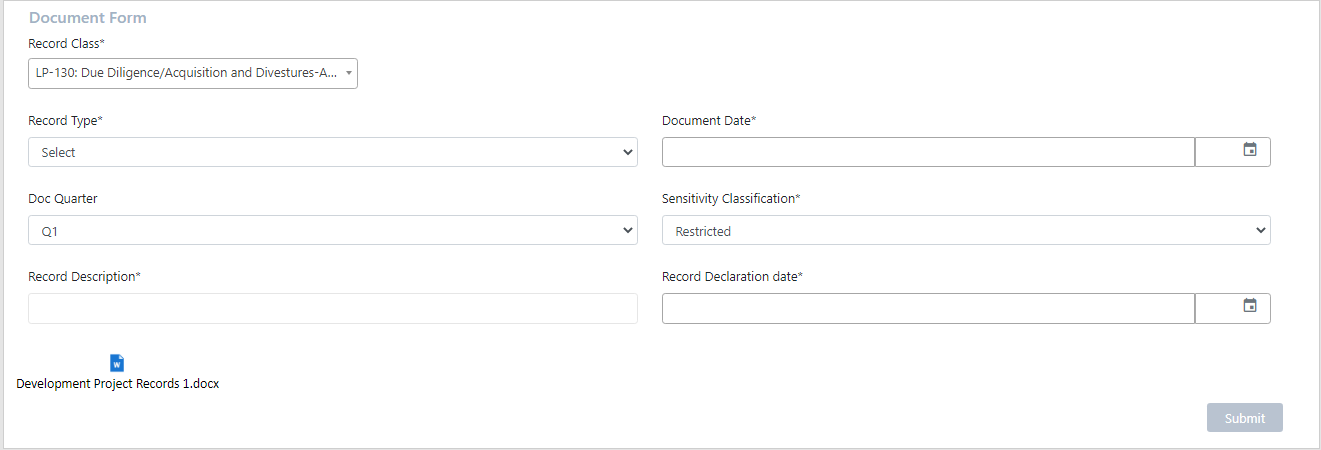 Document Form
Record Class*
LP-130: Due Diligence/Acquisition and Divestures-A...
Record Type*
Document Date*
Select
Doc Quarter
Sensitivity Classification*
Q1
Restricted
Record Description*
Record Declaration date*
W
Development Project Records 1.docx
Submit